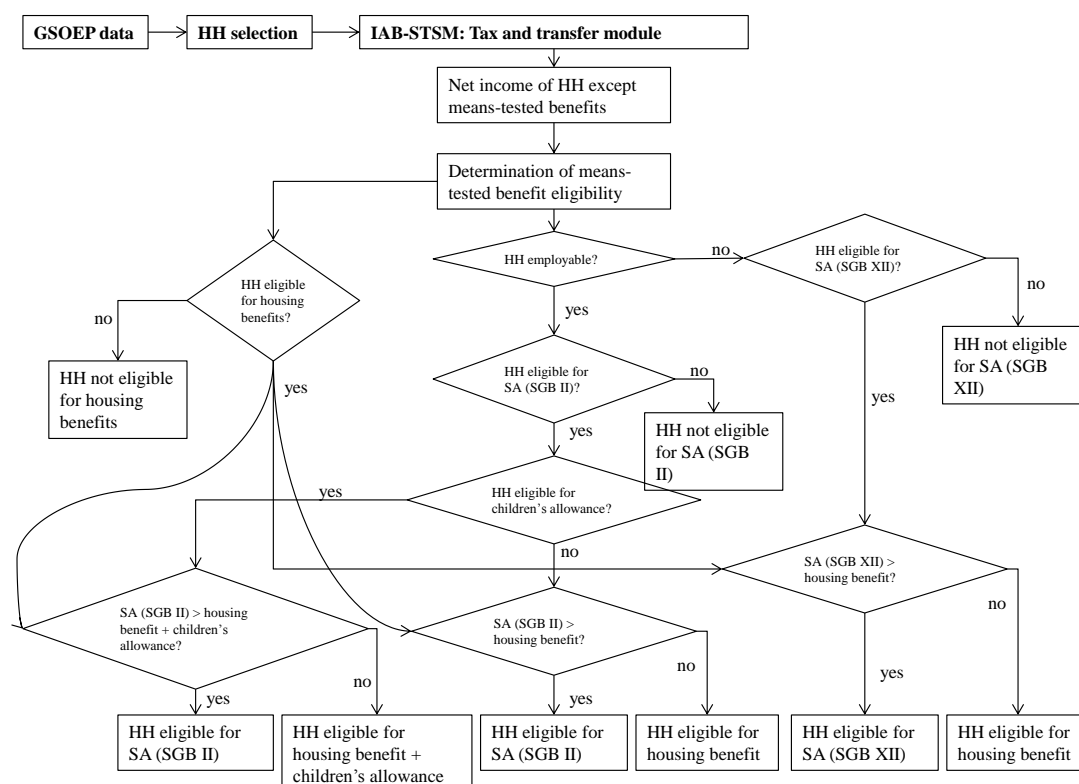 GSOEP data
HH selection
IAB-STSM: Tax and transfer module
Net income of HH except
means-tested benefits
Determination of means-
tested benefit eligibility
HH employable?
no
HH eligible for
SA (SGB XII)?
HH eligible
for housing
benefits?
no
yes
no
HH not eligible
for housing
benefits
yes
HH eligible for
SA (SGB II)?
no
HH not eligible
for SA (SGB
XII)
yes
yes
HH not eligible
for SA (SGB
II)
yes
HH eligible for
children's allowance?
no
SA (SGB XII) >
housing benefit?
no
SA (SGB II) > housing
benefit + children's
allowance?
SA (SGB II) >
housing benefit?
yes
no
yes
no
yes
HH eligible for
SA (SGB II)
HH eligible for
housing benefit +
children's allowance
HH eligible for
SA (SGB II)
HH eligible for
housing benefit
HH eligible for
SA (SGB XII)
HH eligible for
housing benefit